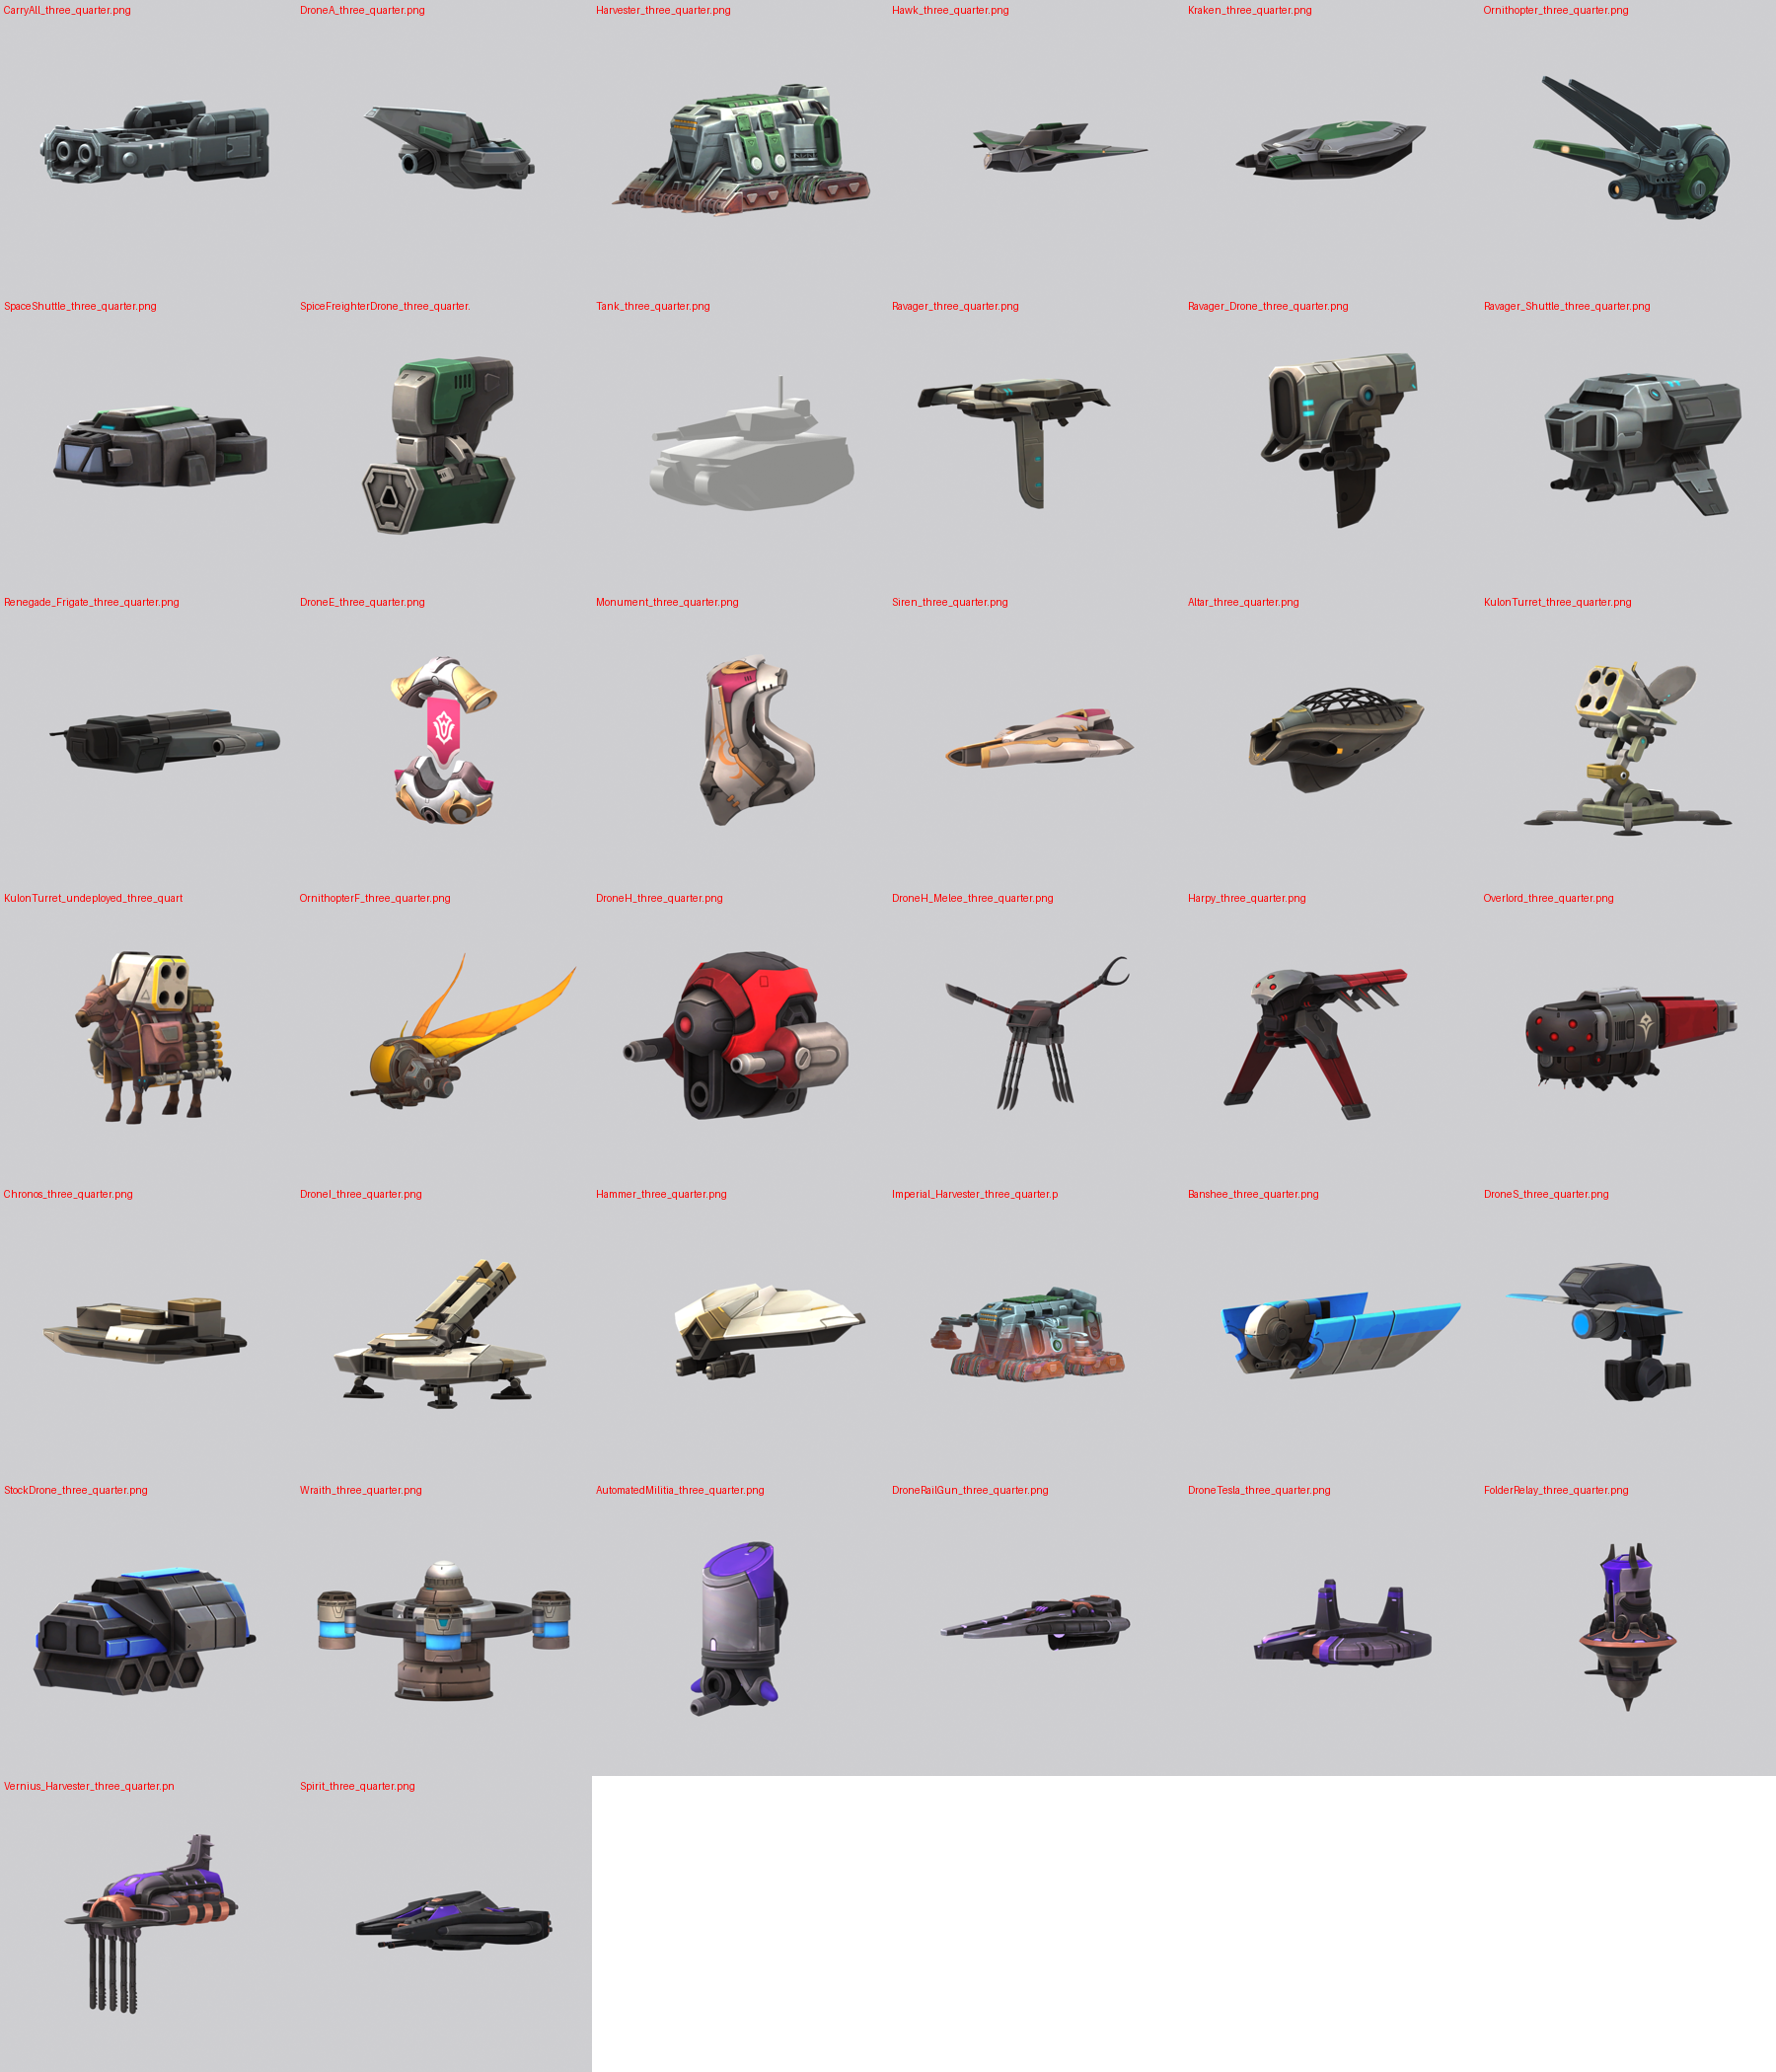 CarryAll_three_quarter.png
DroneA_three_quarter.png
Harvester_three_quarter.png
Hawk_three_quarter.png
Kraken_three_quarter.png
Ornithopter_three_quarter.png
SpaceShuttle_three_quarter.png
SpiceFreighterDrone_three_quarter.
Tank_three_quarter.png
Ravager_three_quarter.png
Ravager_Drone_three_quarter.png
Ravager_Shuttle_three_quarter.png
Renegade_Frigate_three_quarter.png
DroneE_three_quarter.png
Monument_three_quarter.png
Siren_three_quarter.png
Altar_three_quarter.png
KulonTurret_three_quarter.png
KulonTurret_undeployed_three_quart
OrnithopterF_three_quarter.png
DroneH_three_quarter.png
DroneH_Melee_three_quarter.png
Harpy_three_quarter.png
Overlord_three_quarter.png
Chronos_three_quarter.png
DroneI_three_quarter.png
Hammer_three_quarter.png
Imperial_Harvester_three_quarter.p
Banshee_three_quarter.png
DroneS_three_quarter.png
StockDrone_three_quarter.png
Wraith_three_quarter.png
AutomatedMilitia_three_quarter.png
DroneRailGun_three_quarter.png
DroneTesla_three_quarter.png
FolderRelay_three_quarter.png
Vernius_Harvester_three_quarter.pn
Spirit_three_quarter.png